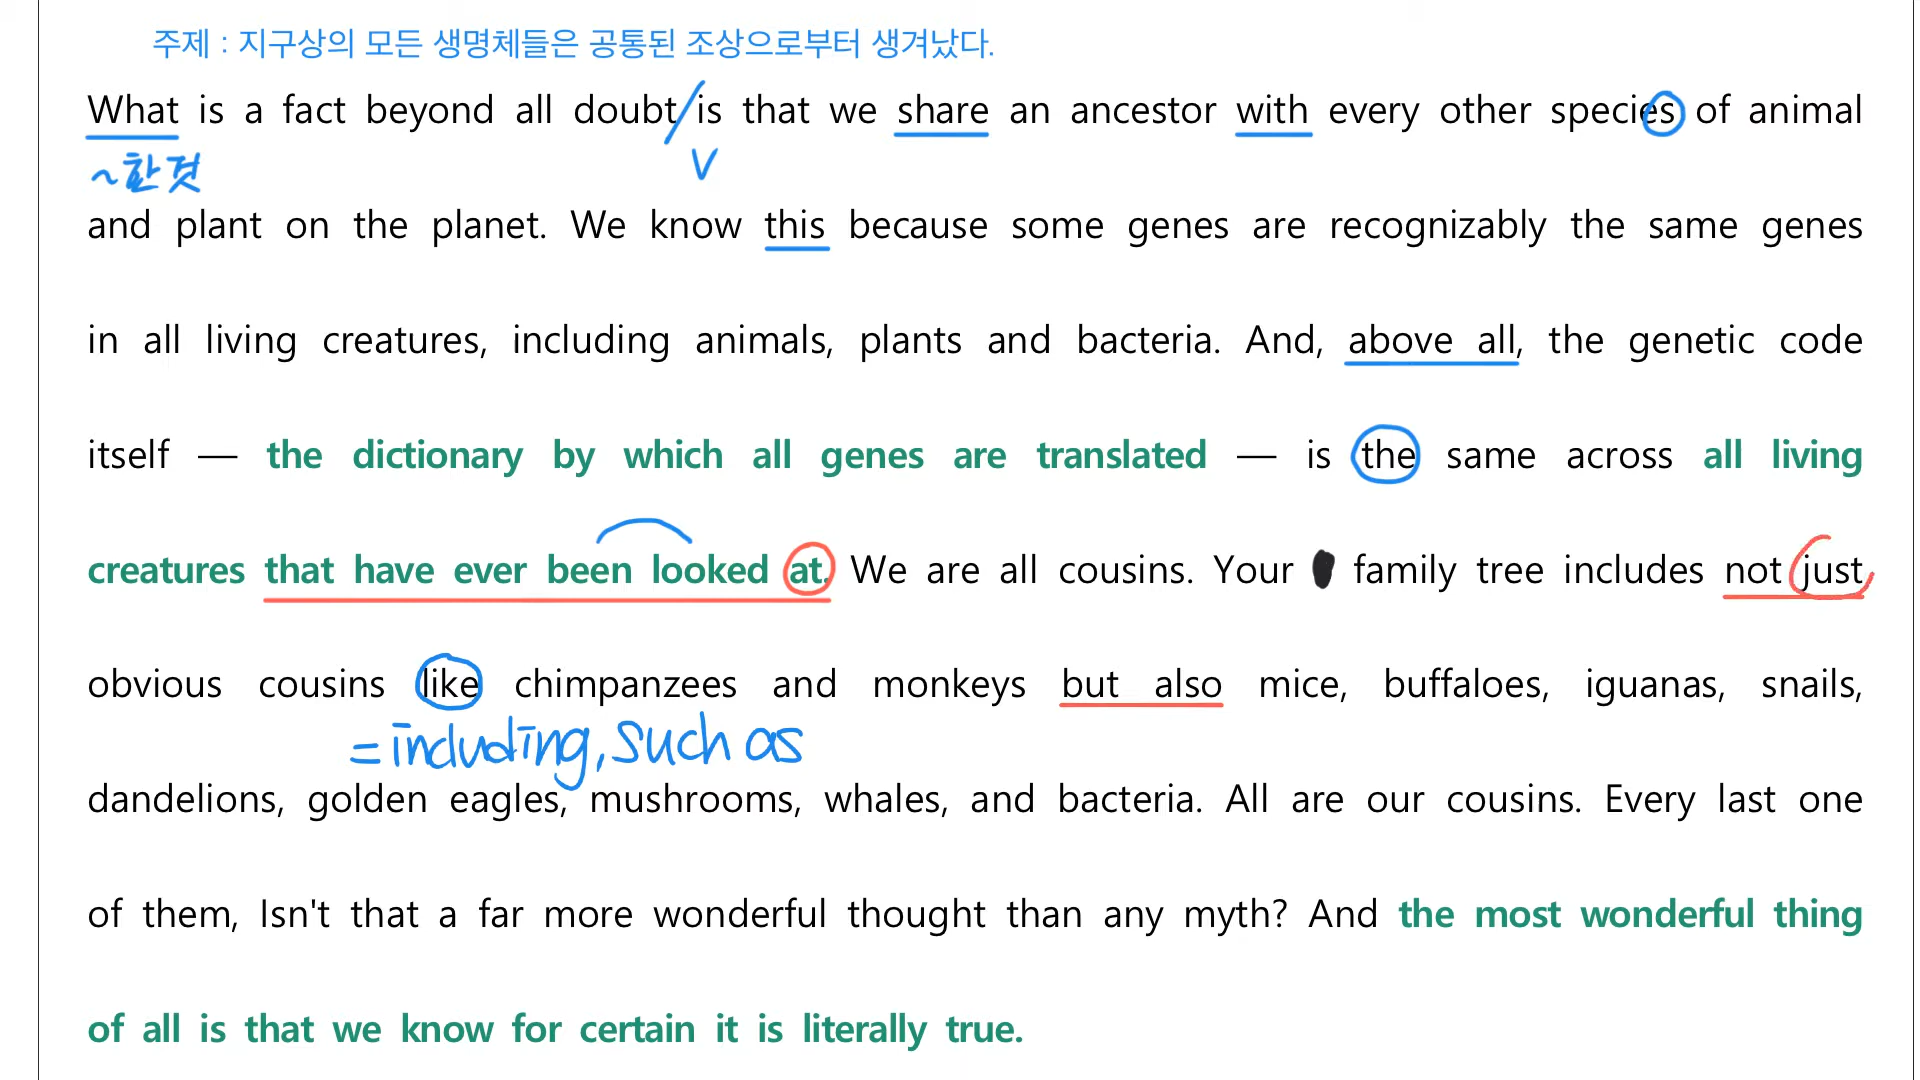 주제 : 지구상의 모든 생명체들은 공통된 조상으로부터 생겨났다.
What is a fact beyond all doubt is that we share an ancestor with every other species of animal
~한것
V
and plant on the planet. We know this because some genes are recognizably the same genes
in all living creatures, including animals, plants and bacteria. And, above all, the genetic code
itself — the dictionary by which all genes are translated — is the same across all living
creatures that have ever been looked at. We are all cousins. Your family tree includes not just
obvious cousins like chimpanzees and monkeys but also mice, buffaloes, iguanas, snails,
= including, such as
dandelions, golden eagles, mushrooms, whales, and bacteria. All are our cousins. Every last one
of them, Isn't that a far more wonderful thought than any myth? And the most wonderful thing
of all is that we know for certain it is literally true.